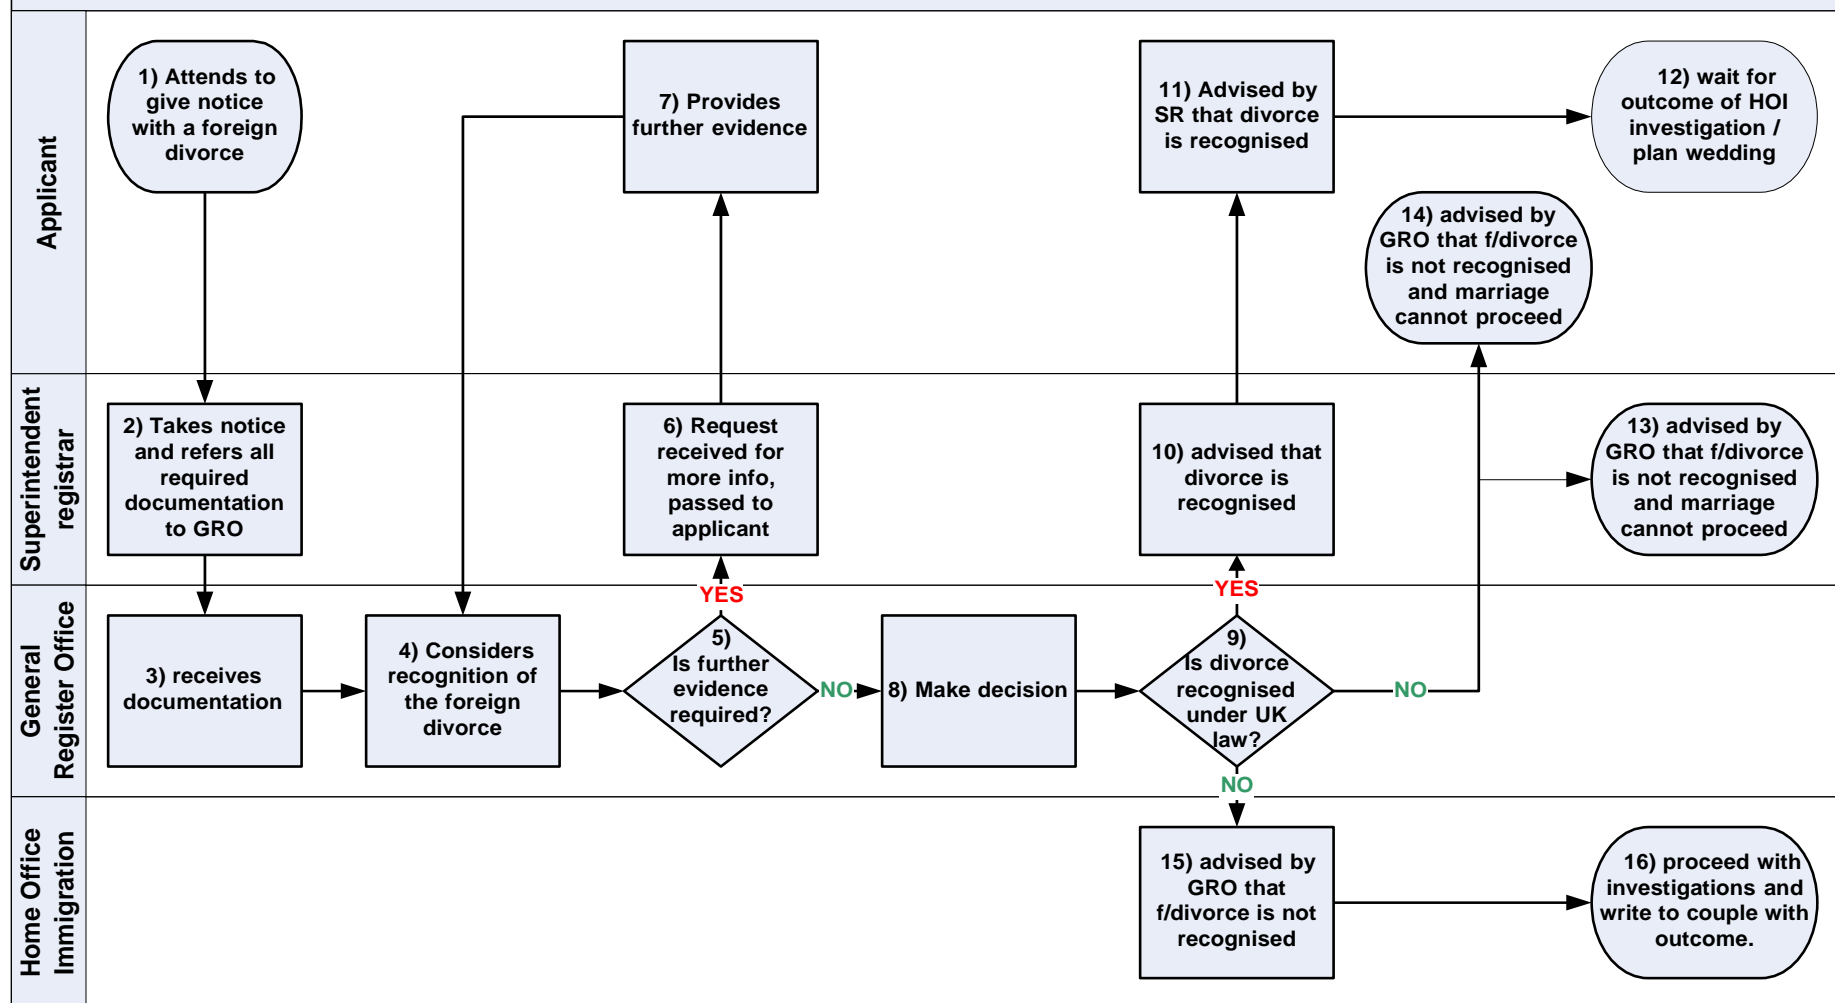 Applicant
1) Attends to
give notice
with a foreign
divorce
7) Provides
further evidence
11) Advised by
SR that divorce
is recognised
12) wait for
outcome of HOI
investigation /
plan wedding
14) advised by
GRO that f/divorce
is not recognised
and marriage
cannot proceed
Superintendent
registrar
2) Takes notice
and refers all
required
documentation
to GRO
6) Request
received for
more info,
passed to
applicant
10) advised that
divorce is
recognised
13) advised by
GRO that f/divorce
is not recognised
and marriage
cannot proceed
General
Register Office
3) receives
documentation
4) Considers
recognition of
the foreign
divorce
YES
5)
Is further
evidence
required?
NO
8) Make decision
YES
9)
Is divorce
recognised
under UK
law?
NO
NO
Home Office
Immigration
15) advised by
GRO that
f/divorce is not
recognised
16) proceed with
investigations and
write to couple with
outcome.